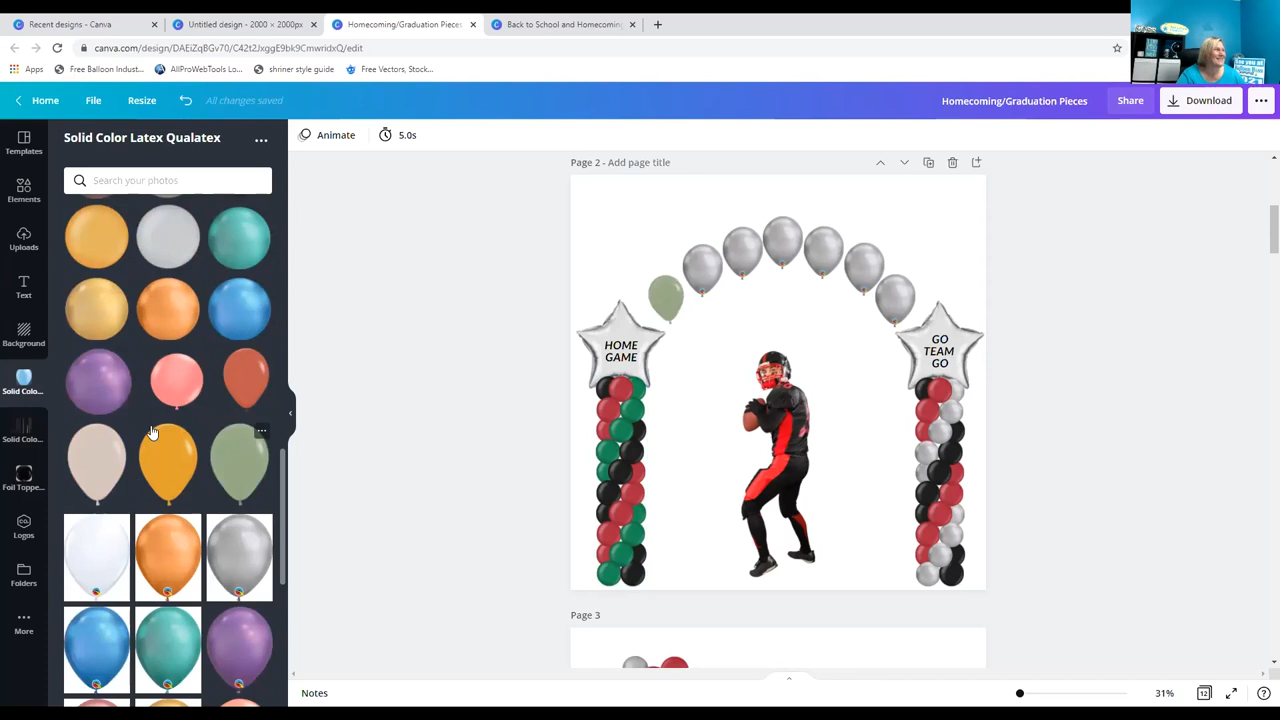 Recent designs - Canva
Untitled design - 2000 × 2000px
Homecoming/Graduation Pieces
Back to School and Homecoming
canva.com/design/DAEiZqBGv70/C42t2JxggE9bk9CmwridxQ/edit
Apps
Free Balloon Indust...
AllProWebTools Lo...
shriner style guide
Free Vectors, Stock...
Home
File
Resize
All changes saved
Homecoming/Graduation Pieces
Share
Download
Templates
Elements
Uploads
Text
Background
Solid Colo...
Solid Colo...
Foil Toppe...
Logos
Folders
More
Solid Color Latex Qualatex
Search your photos
Animate
5.0s
Page 2 - Add page title
HOME
GAME
GO
TEAM
GO
Page 3
Notes
31%
12